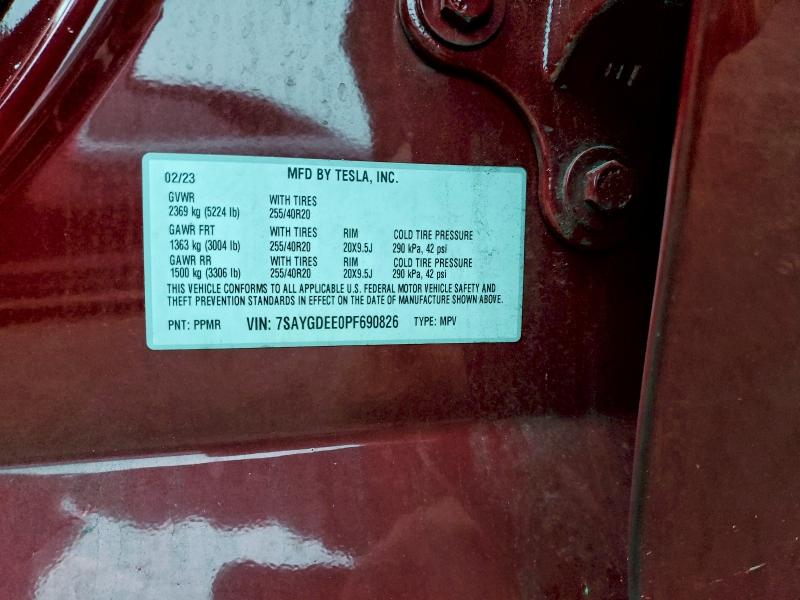 02/23 MFD BY TESLA, INC.
GVWR WITH TIRES
2369 kg (5224 lb) 255/40R20
GAWR FRT WITH TIRES RIM COLD TIRE PRESSURE
1363 kg (3004 lb) 255/40R20 20X9.5J 290 kPa, 42 psi
GAWR RR WITH TIRES RIM COLD TIRE PRESSURE
1500 kg (3306 lb) 255/40R20 20X9.5J 290 kPa, 42 psi
THIS VEHICLE CONFORMS TO ALL APPLICABLE U.S. FEDERAL MOTOR VEHICLE SAFETY AND
THEFT PREVENTION STANDARDS IN EFFECT ON THE DATE OF MANUFACTURE SHOWN ABOVE.
PNT: PPMR VIN: 7SAYGDEE0PF690826 TYPE: MPV